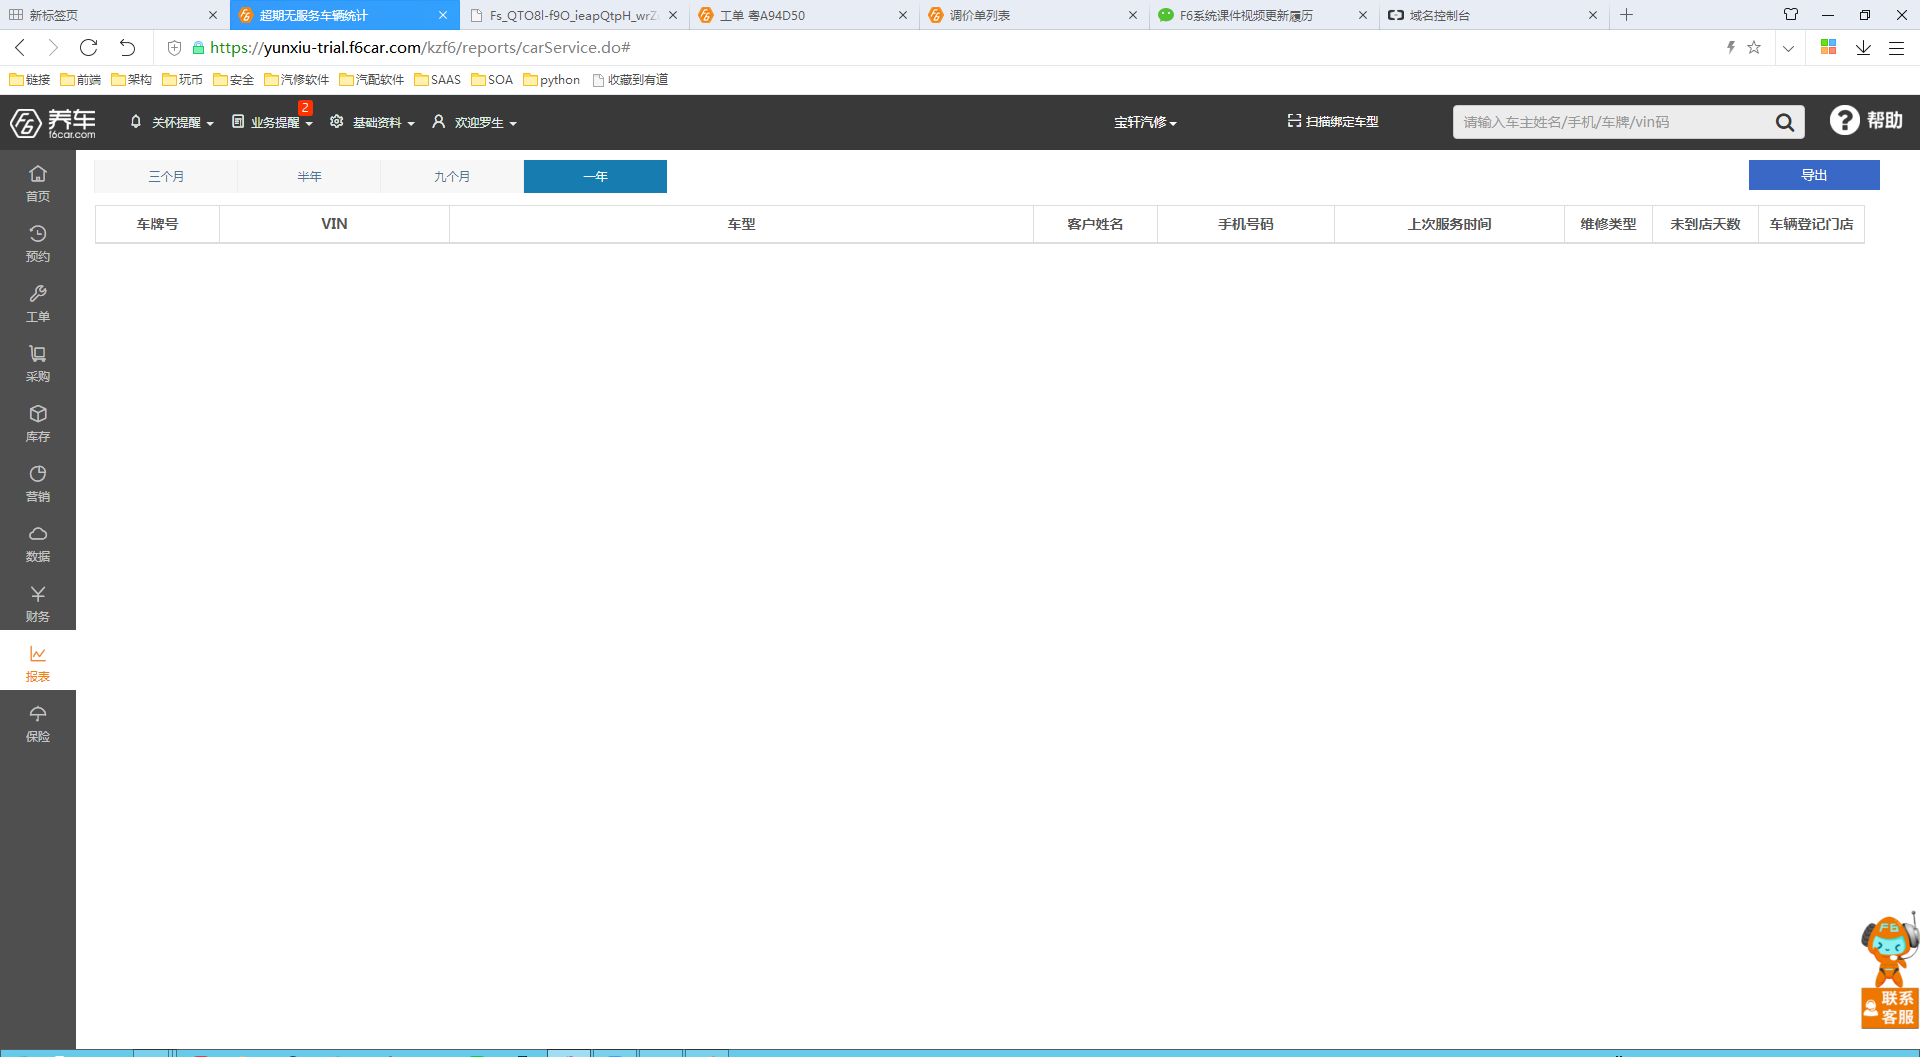 新标签页
超期无服务车辆统计
Fs_QTO8l-f9O_ieapQtpH_wrZ
工单 粤A94D50
调价单列表
F6系统课件视频更新履历
域名控制台
https://yunxiu-trial.f6car.com/kzf6/reports/carService.do#
链接
前端
架构
玩币
安全
汽修软件
汽配软件
SAAS
SOA
python
收藏到有道
养车
f6car.com
关怀提醒
业务提醒
2
基础资料
欢迎罗生
宝轩汽修
扫描绑定车型
请输入车主姓名/手机/车牌/vin码
帮助
首页
预约
工单
采购
库存
营销
数据
财务
报表
保险
三个月
半年
九个月
一年
导出
车牌号
VIN
车型
客户姓名
手机号码
上次服务时间
维修类型
未到店天数
车辆登记门店
F6
联系
客服